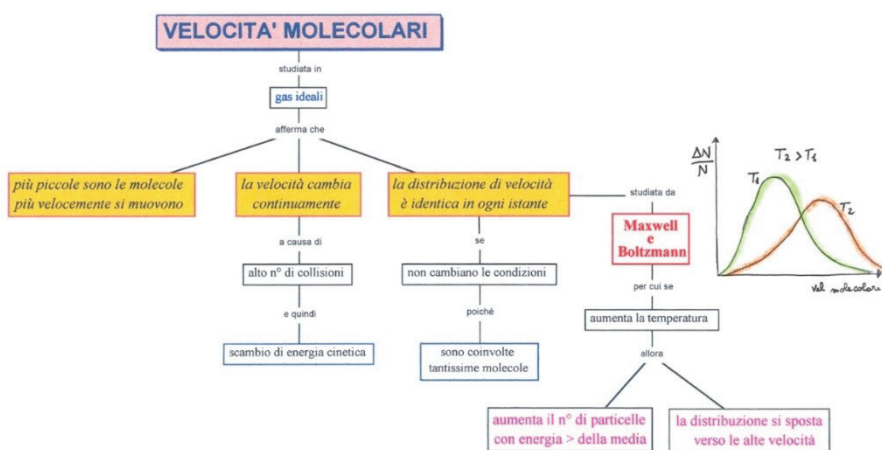 VELOCITA' MOLECOLARI
studiata in
gas ideali
afferma che
più piccole sono le molecole
più velocemente si muovono
la velocità cambia
continuamente
la distribuzione di velocità
è identica in ogni istante
studiata da
Maxwell
e
Boltzmann
a causa di
alto n° di collisioni
e quindi
scambio di energia cinetica
se
non cambiano le condizioni
poiché
sono coinvolte
tantissime molecole
per cui se
aumenta la temperatura
allora
aumenta il n° di particelle
con energia > della media
la distribuzione si sposta
verso le alte velocità
ΔN
N
T2 > T1
T1
T2
vel molecolare